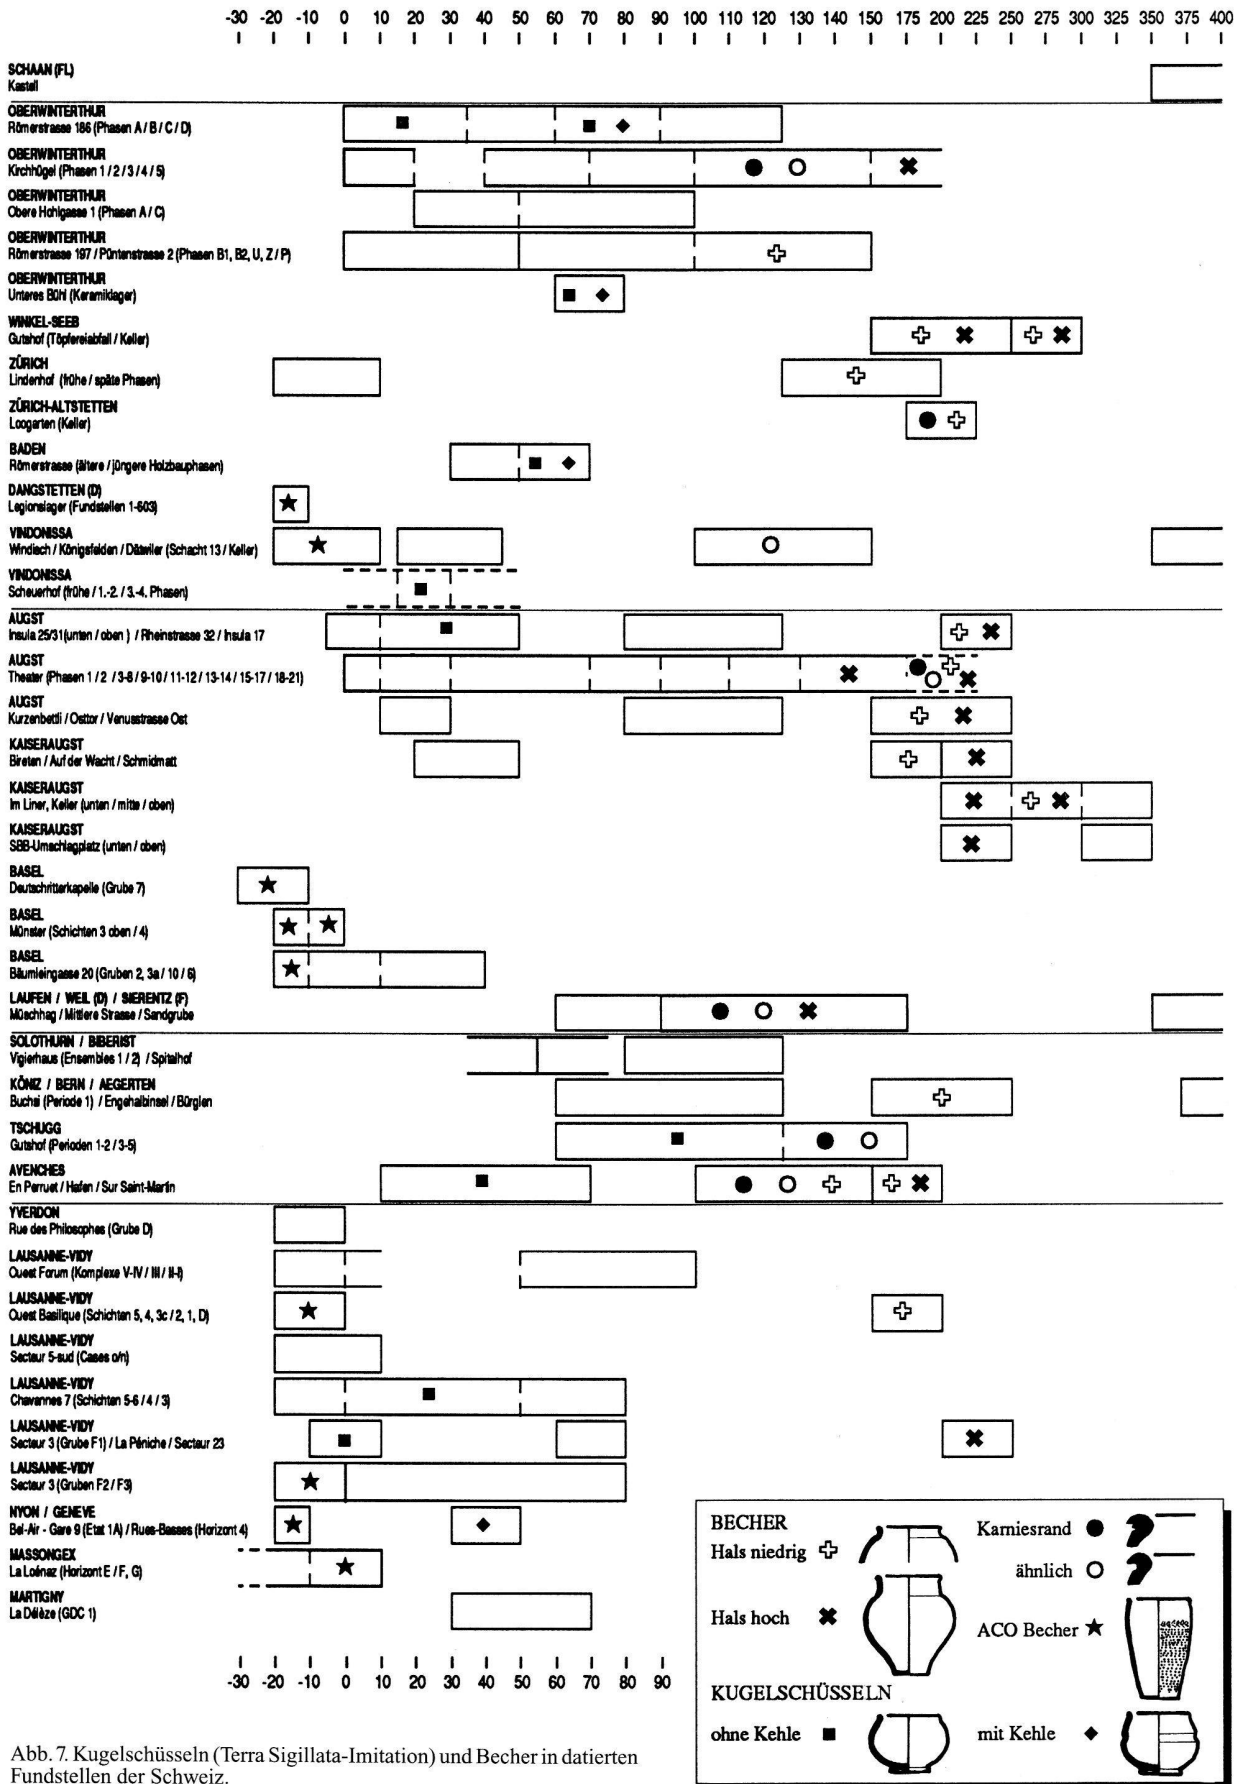 -30 -20 -10 0 10 20 30 40 50 60 70 80 90 100 110 120 130 140 150 175 200 225 250 275 300 325 350 375 400
SCHAAN (FL)
Kastell
OBERWINTERTHUR
Römerstrasse 186 (Phasen A / B / C / D)
OBERWINTERTHUR
Kirchhügel (Phasen 1 / 2 / 3 / 4 / 5)
OBERWINTERTHUR
Obere Hohlgasse 1 (Phasen A / C)
OBERWINTERTHUR
Römerstrasse 197 / Püntenstrasse 2 (Phasen B1, B2, U, Z / P)
OBERWINTERTHUR
Unteres Bühl (Keramiklager)
WINKEL-SEEB
Gutshof (Töpfereiabfall / Keller)
ZÜRICH
Lindenhof (frühe / späte Phasen)
ZÜRICH-ALTSTETTEN
Loogarten (Keller)
BADEN
Römerstrasse (ältere / jüngere Holzbauphasen)
DANGSTETTEN (D)
Legionslager (Fundstellen 1-603)
VINDONISSA
Windisch / Königsfelden / Dätwiler (Schacht 13 / Keller)
VINDONISSA
Scheuerhof (frühe / 1.-2. / 3.-4. Phasen)
AUGST
Insula 25/31(unten / oben ) / Rheinstrasse 32 / Insula 17
AUGST
Theater (Phasen 1 / 2 / 3-8 / 9-10 / 11-12 / 13-14 / 15-17 / 18-21)
AUGST
Kurzenbettli / Osttor / Venusstrasse Ost
KAISERAUGST
Bireten / Auf der Wacht / Schmidmatt
KAISERAUGST
Im Liner, Keller (unten / mitte / oben)
KAISERAUGST
SBB-Umschlagplatz (unten / oben)
BASEL
Deutschritterkapelle (Grube 7)
BASEL
Münster (Schichten 3 oben / 4)
BASEL
Bäumleingasse 20 (Gruben 2, 3a / 10 / 6)
LAUFEN / WEIL (D) / SIERENTZ (F)
Müschhag / Mittlere Strasse / Sandgrube
SOLOTHURN / BIBERIST
Vigierhaus (Ensembles 1 / 2) / Spitalhof
KÖNIZ / BERN / AEGERTEN
Buchsi (Periode 1) / Engehalbinsel / Bürglen
TSCHUGG
Gutshof (Perioden 1-2 / 3-5)
AVENCHES
En Perruet / Hafen / Sur Saint-Martin
YVERDON
Rue des Philosophes (Grube D)
LAUSANNE-VIDY
Ouest Forum (Komplexe V-IV / III / II-I)
LAUSANNE-VIDY
Ouest Basilique (Schichten 5, 4, 3c / 2, 1, D)
LAUSANNE-VIDY
Secteur 5-sud (Cases o/n)
LAUSANNE-VIDY
Chavannes 7 (Schichten 5-6 / 4 / 3)
LAUSANNE-VIDY
Secteur 3 (Grube F1) / La Péniche / Secteur 23
LAUSANNE-VIDY
Secteur 3 (Gruben F2 / F3)
NYON / GENEVE
Bel-Air - Gare 9 (Etat 1A) / Rues-Basses (Horizont 4)
MASSONGEX
La Loénaz (Horizont E / F, G)
MARTIGNY
La Délèze (GDC 1)
-30 -20 -10 0 10 20 30 40 50 60 70 80 90
BECHER
Hals niedrig
Hals hoch
KUGELSCHÜSSELN
ohne Kehle
Karniesrand
ähnlich
ACO Becher
mit Kehle
Abb. 7. Kugelschüsseln (Terra Sigillata-Imitation) und Becher in datierten
Fundstellen der Schweiz.